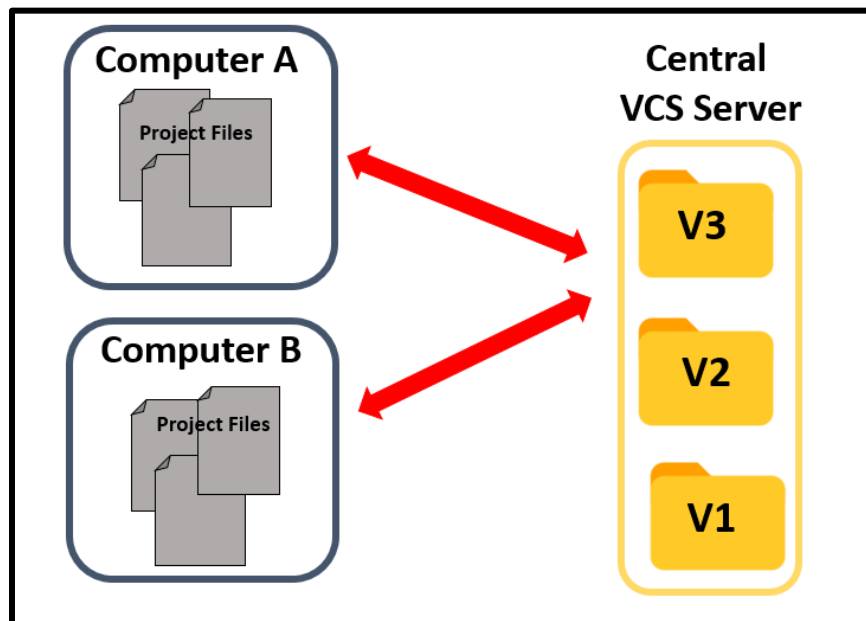 Computer A
Project Files
Computer B
Project Files
Central
VCS Server
V3
V2
V1